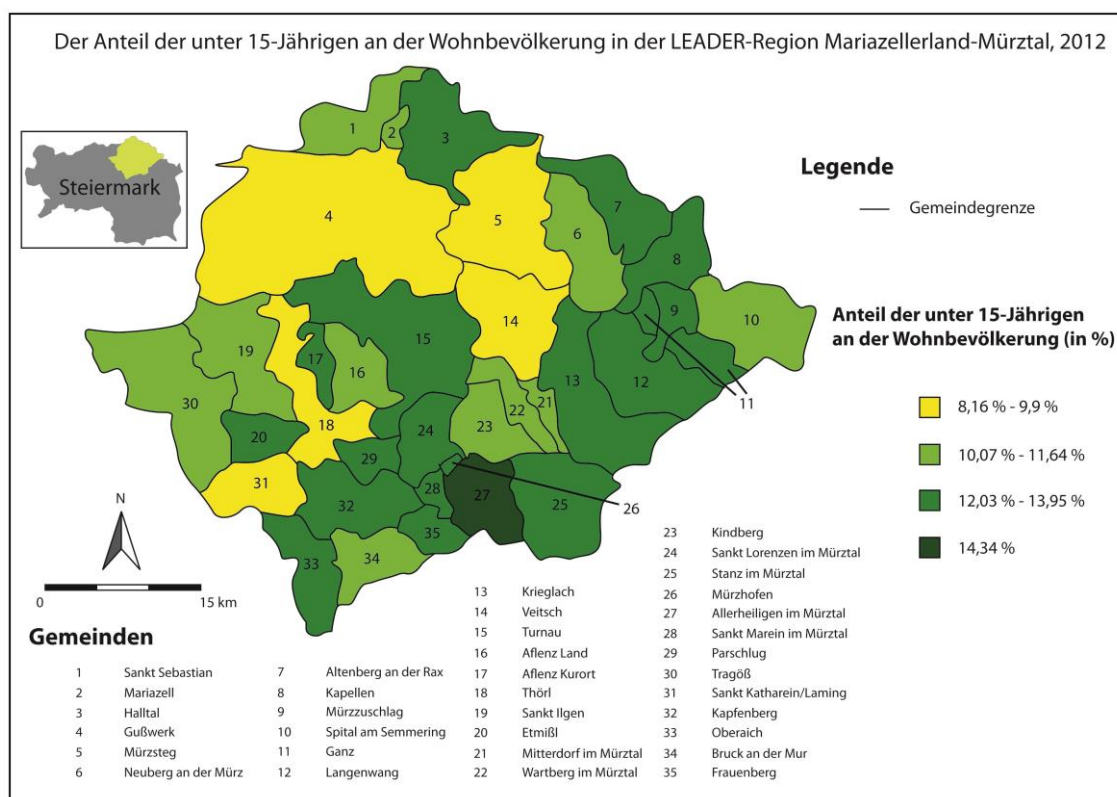 Der Anteil der unter 15-Jährigen an der Wohnbevölkerung in der LEADER-Region Mariazellerland-Mürztal, 2012
Steiermark
Legende
Gemeindegrenze
Anteil der unter 15-Jährigen
an der Wohnbevölkerung (in %)
8,16 % - 9,9 %
10,07 % - 11,64 %
12,03 % - 13,95 %
14,34 %
1
2
3
4
5
6
7
8
9
10
11
12
13
14
15
16
17
18
19
20
21
22
23
24
25
26
27
28
29
30
31
32
33
34
35
N
0 15 km
Gemeinden
1 Sankt Sebastian
2 Mariazell
3 Halltal
4 Gußwerk
5 Mürzsteg
6 Neuberg an der Mürz
7 Altenberg an der Rax
8 Kapellen
9 Mürzzuschlag
10 Spital am Semmering
11 Ganz
12 Langenwang
13 Krieglach
14 Veitsch
15 Turnau
16 Aflenz Land
17 Aflenz Kurort
18 Thörl
19 Sankt Ilgen
20 Etmißl
21 Mitterdorf im Mürztal
22 Wartberg im Mürztal
23 Kindberg
24 Sankt Lorenzen im Mürztal
25 Stanz im Mürztal
26 Mürzhofen
27 Allerheiligen im Mürztal
28 Sankt Marein im Mürztal
29 Parschlug
30 Tragöß
31 Sankt Katharein/Laming
32 Kapfenberg
33 Oberaich
34 Bruck an der Mur
35 Frauenberg